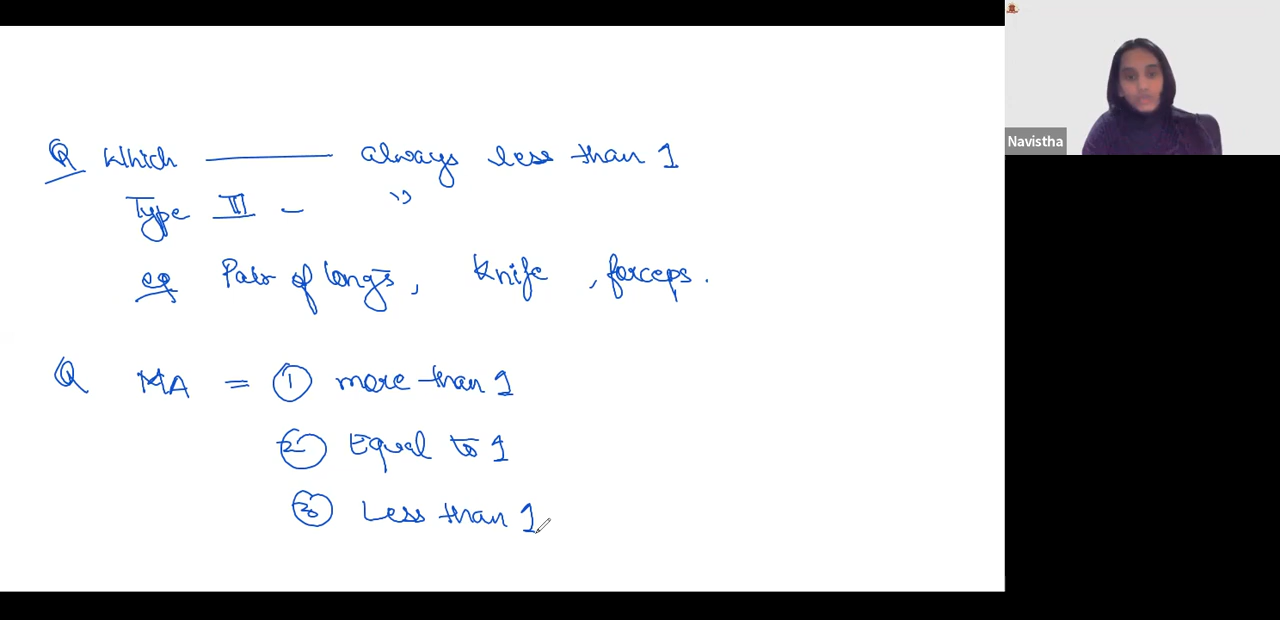 Q Which ——— always less than 1
Type III - "
eg Pair of tongs, Knife, forceps.
Q MA = ① more than 1
② Equal to 1
③ Less than 1
Navistha